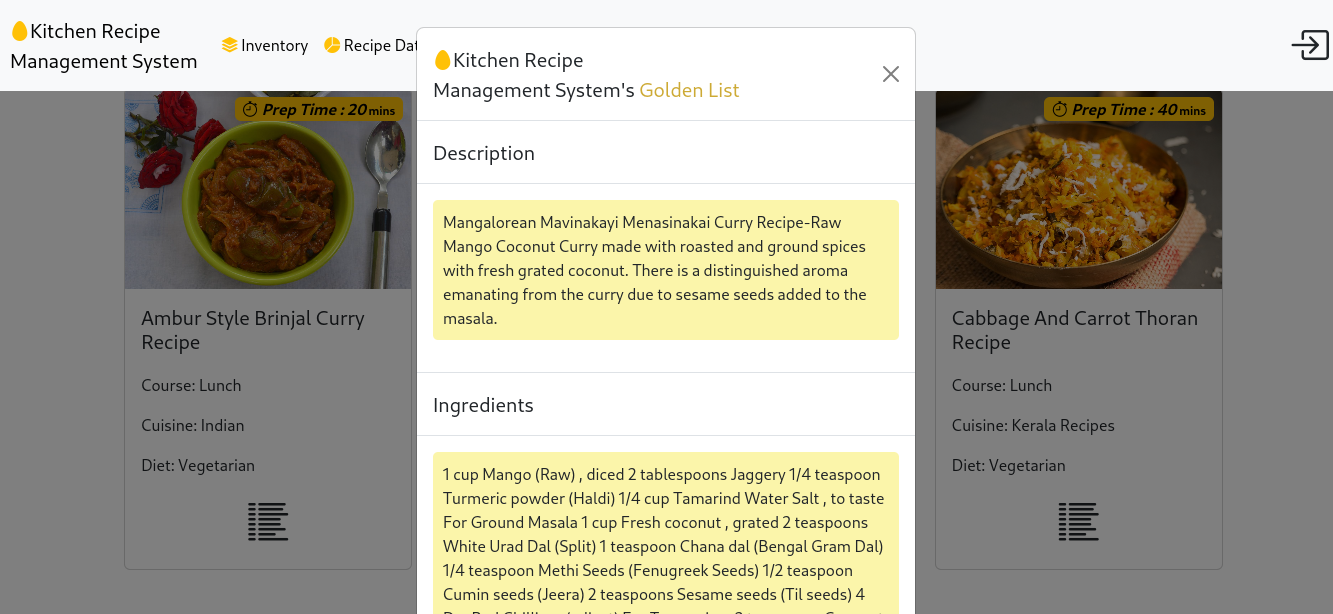 Kitchen Recipe
Management System
Inventory
Recipe Dat
Kitchen Recipe
Management System's Golden List
Description
Mangalorean Mavinakayi Menasinakai Curry Recipe-Raw
Mango Coconut Curry made with roasted and ground spices
with fresh grated coconut. There is a distinguished aroma
emanating from the curry due to sesame seeds added to the
masala.
Ingredients
1 cup Mango (Raw) , diced 2 tablespoons Jaggery 1/4 teaspoon
Turmeric powder (Haldi) 1/4 cup Tamarind Water Salt , to taste
For Ground Masala 1 cup Fresh coconut , grated 2 teaspoons
White Urad Dal (Split) 1 teaspoon Chana dal (Bengal Gram Dal)
1/4 teaspoon Methi Seeds (Fenugreek Seeds) 1/2 teaspoon
Cumin seeds (Jeera) 2 teaspoons Sesame seeds (Til seeds) 4
Prep Time : 20 mins
Ambur Style Brinjal Curry
Recipe
Course: Lunch
Cuisine: Indian
Diet: Vegetarian
Prep Time : 40 mins
Cabbage And Carrot Thoran
Recipe
Course: Lunch
Cuisine: Kerala Recipes
Diet: Vegetarian